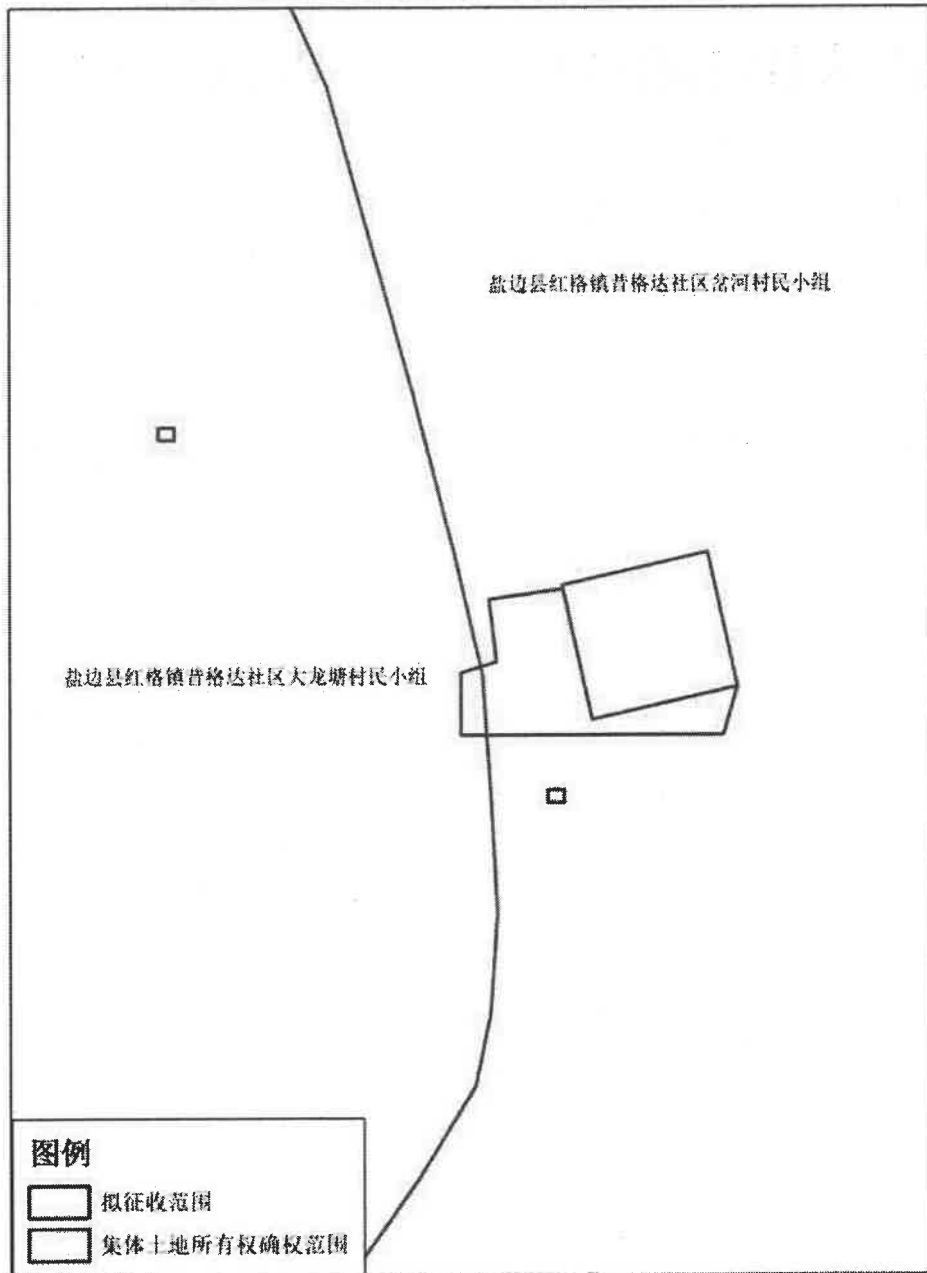 盐边县红格镇昔格达社区岔河村民小组
盐边县红格镇昔格达社区大龙塘村民小组
图例
拟征收范围
集体土地所有权确权范围